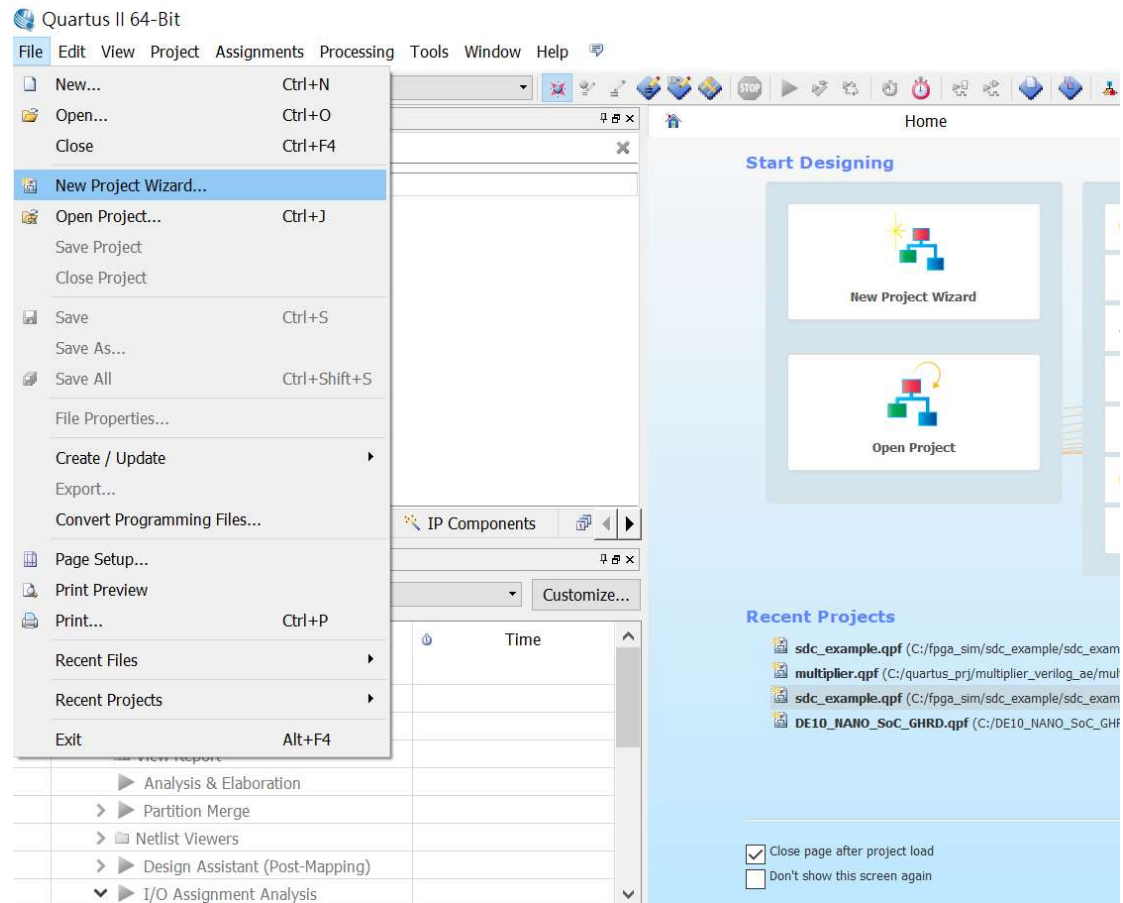 Quartus II 64-Bit
File Edit View Project Assignments Processing Tools Window Help
New... Ctrl+N
Open... Ctrl+O
Close Ctrl+F4
New Project Wizard...
Open Project... Ctrl+J
Save Project
Close Project
Save Ctrl+S
Save As...
Save All Ctrl+Shift+S
File Properties...
Create / Update
Export...
Convert Programming Files...
Page Setup...
Print Preview
Print... Ctrl+P
Recent Files
Recent Projects
Exit Alt+F4
STOP
IP Components
Customize...
Time
View Report
Analysis & Elaboration
Partition Merge
Netlist Viewers
Design Assistant (Post-Mapping)
I/O Assignment Analysis
Home
Start Designing
New Project Wizard
Open Project
Recent Projects
sdc_example.qpf (C:/fpga_sim/sdc_example/sdc_exam
multiplier.qpf (C:/quartus_prj/multiplier_verilog_ae/mul
sdc_example.qpf (C:/fpga_sim/sdc_example/sdc_exam
DE10_NANO_SoC_GHRD.qpf (C:/DE10_NANO_SoC_GHR
Close page after project load
Don't show this screen again